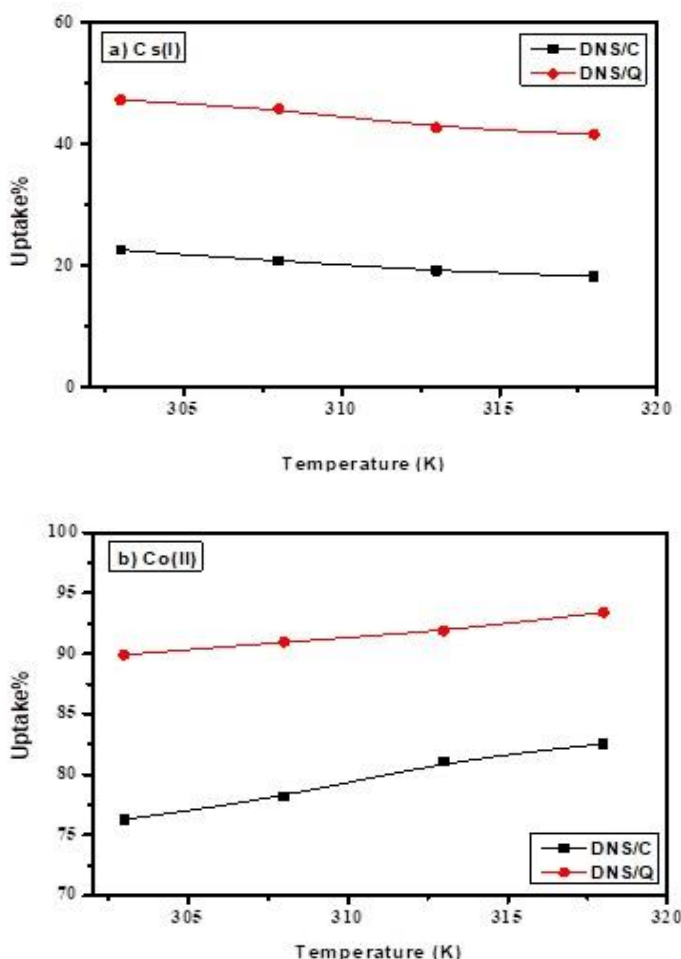 60
a) Cs(I)
DNS/C
DNS/Q
40
Uptake%
20
0
305
310
315
320
Temperature (K)
100
b) Co(II)
95
90
85
Uptake%
80
75
DNS/C
DNS/Q
70
305
310
315
320
Temperature (K)